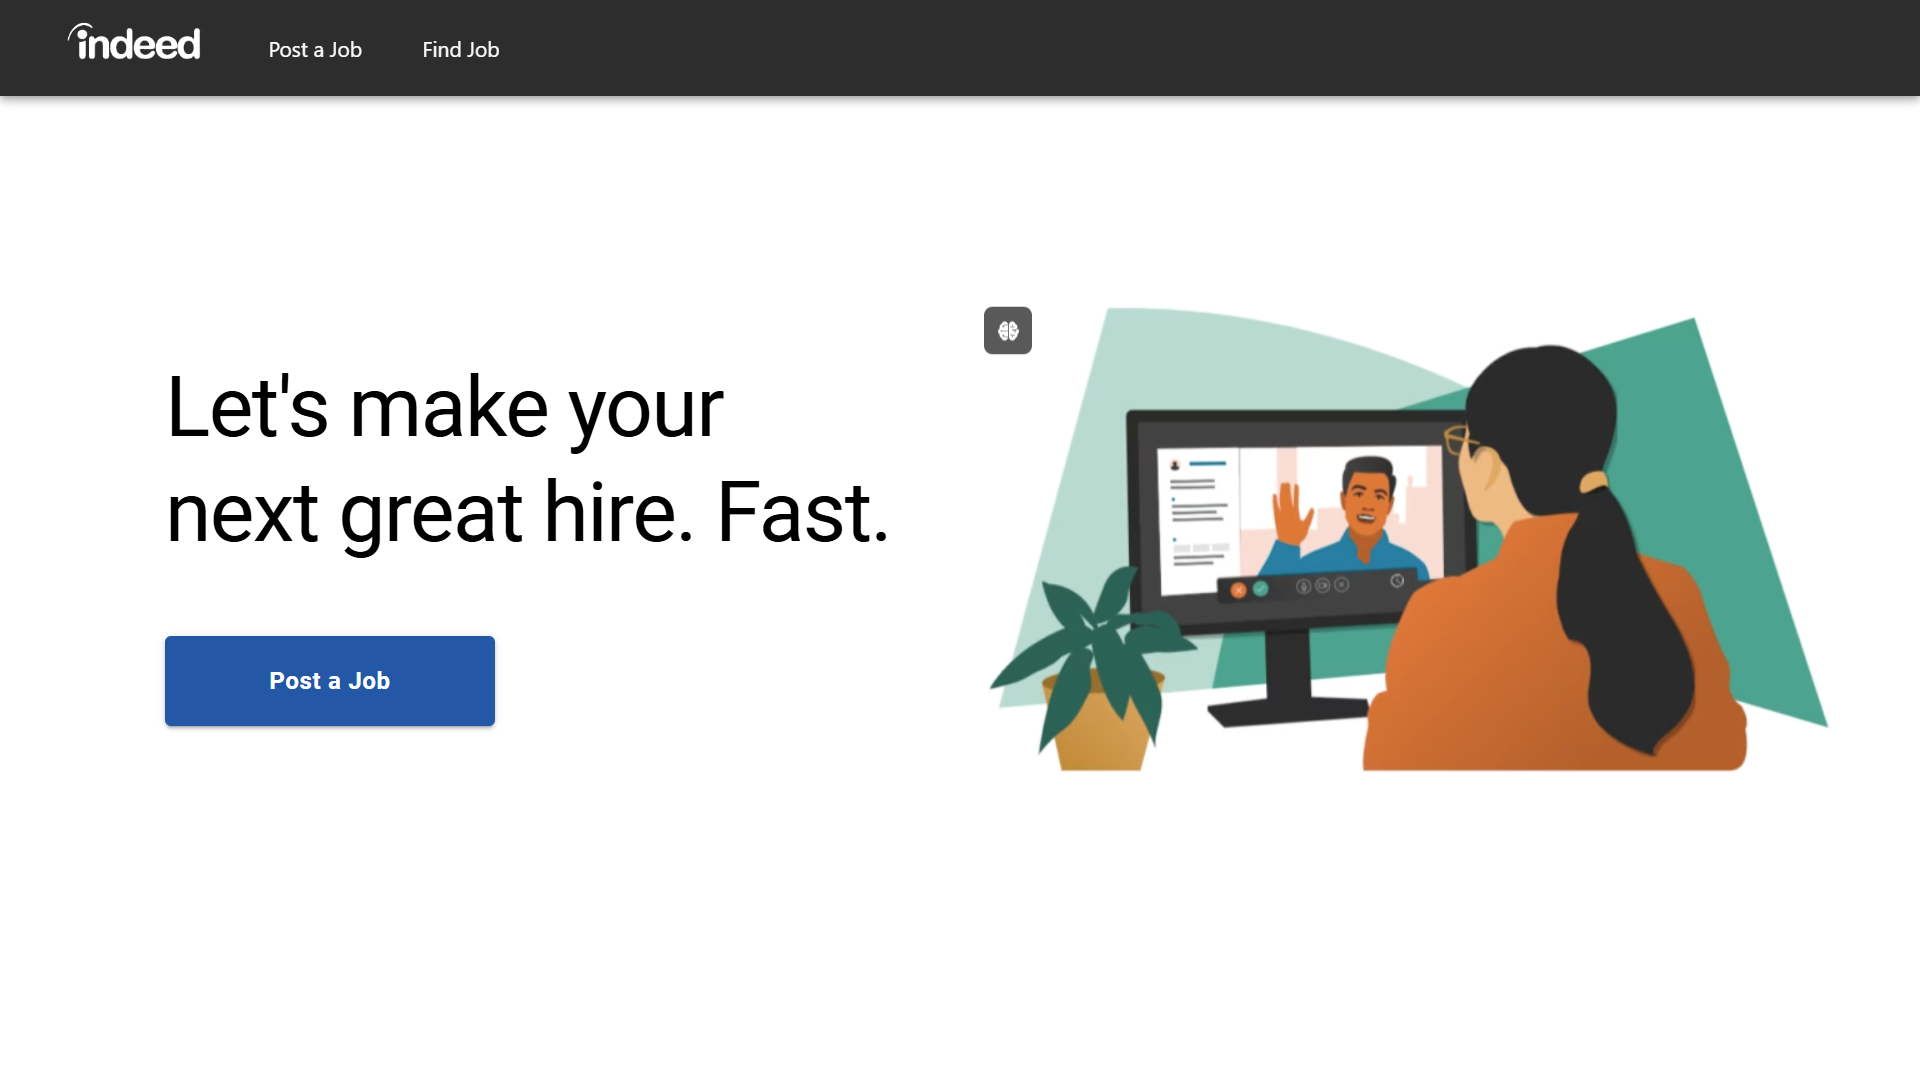 indeed
Post a Job
Find Job
Let's make your
next great hire. Fast.
Post a Job